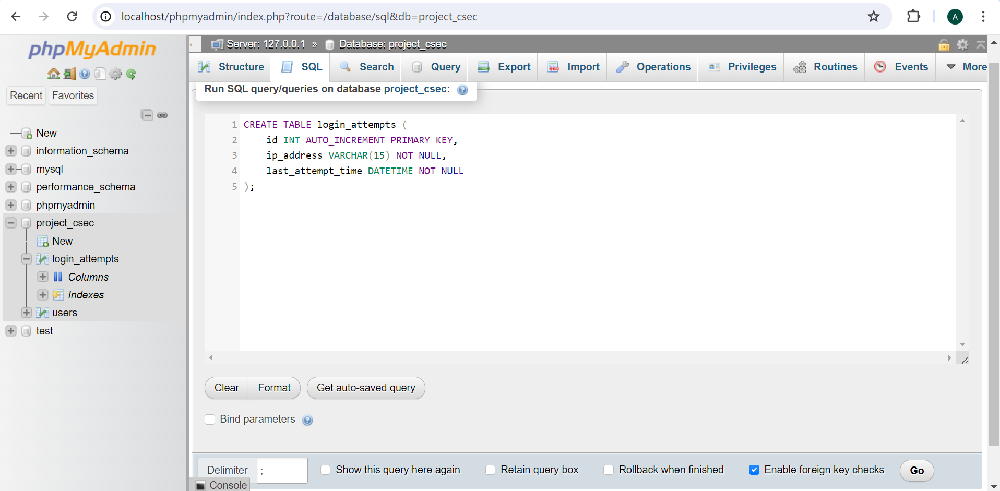 localhost/phpmyadmin/index.php?route=/database/sql&db=project_csec
A
phpMyAdmin
Recent
Favorites
New
information_schema
mysql
performance_schema
phpmyadmin
project_csec
New
login_attempts
Columns
Indexes
users
test
Server: 127.0.0.1 » Database: project_csec
Structure SQL Search Query Export Import Operations Privileges Routines Events More
Run SQL query/queries on database project_csec:
1 CREATE TABLE login_attempts (
2 id INT AUTO_INCREMENT PRIMARY KEY,
3 ip_address VARCHAR(15) NOT NULL,
4 last_attempt_time DATETIME NOT NULL
5 );
Clear Format Get auto-saved query
Bind parameters
Delimiter ; Show this query here again Retain query box Rollback when finished Enable foreign key checks Go
Console